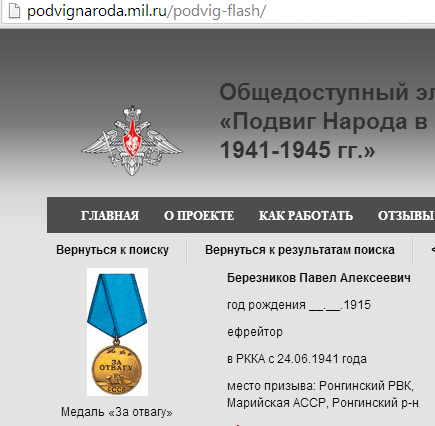 podvignaroda.mil.ru/podvig-flash/
Общедоступный эл
«Подвиг Народа в
1941-1945 гг.»
ГЛАВНАЯ О ПРОЕКТЕ КАК РАБОТАТЬ ОТЗЫВЫ
Вернуться к поиску Вернуться к результатам поиска <
ЗА
ОТВАГУ
СССР
Медаль «За отвагу»
Березников Павел Алексеевич
год рождения __.__.1915
ефрейтор
в РККА с 24.06.1941 года
место призыва: Ронгинский РВК,
Марийская АССР, Ронгинский р-н